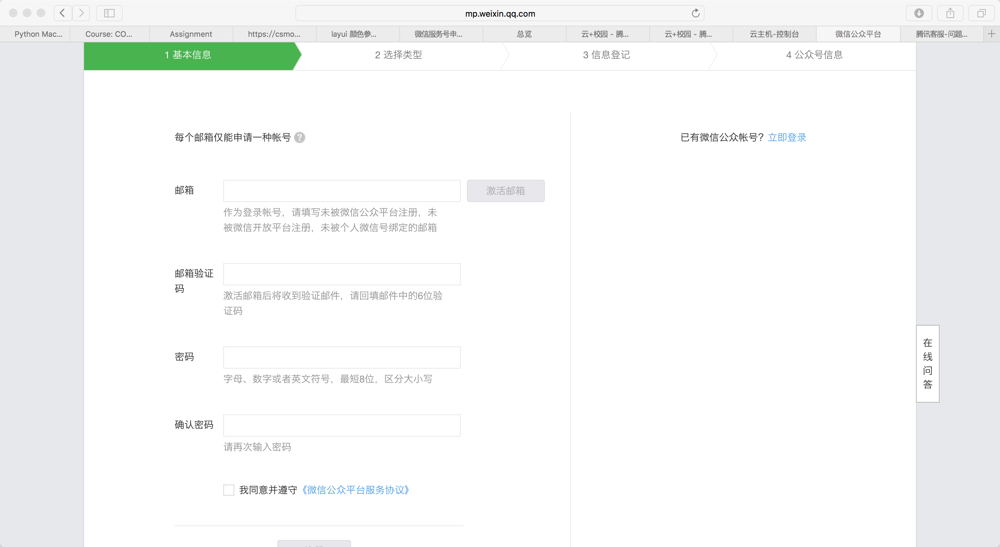 mp.weixin.qq.com
Python Mac...
Course: CO...
Assignment
https://csmo...
layui 颜色参...
微信服务号申...
总览
云+校园 - 腾...
云+校园 - 腾...
云主机-控制台
微信公众平台
腾讯客服-问题...
1 基本信息
2 选择类型
3 信息登记
4 公众号信息
每个邮箱仅能申请一种帐号 ?
已有微信公众帐号？立即登录
邮箱
激活邮箱
作为登录帐号，请填写未被微信公众平台注册，未
被微信开放平台注册，未被个人微信号绑定的邮箱
邮箱验证
码
激活邮箱后将收到验证邮件，请回填邮件中的6位验
证码
密码
字母、数字或者英文符号，最短8位，区分大小写
确认密码
请再次输入密码
我同意并遵守《微信公众平台服务协议》
在
线
问
答